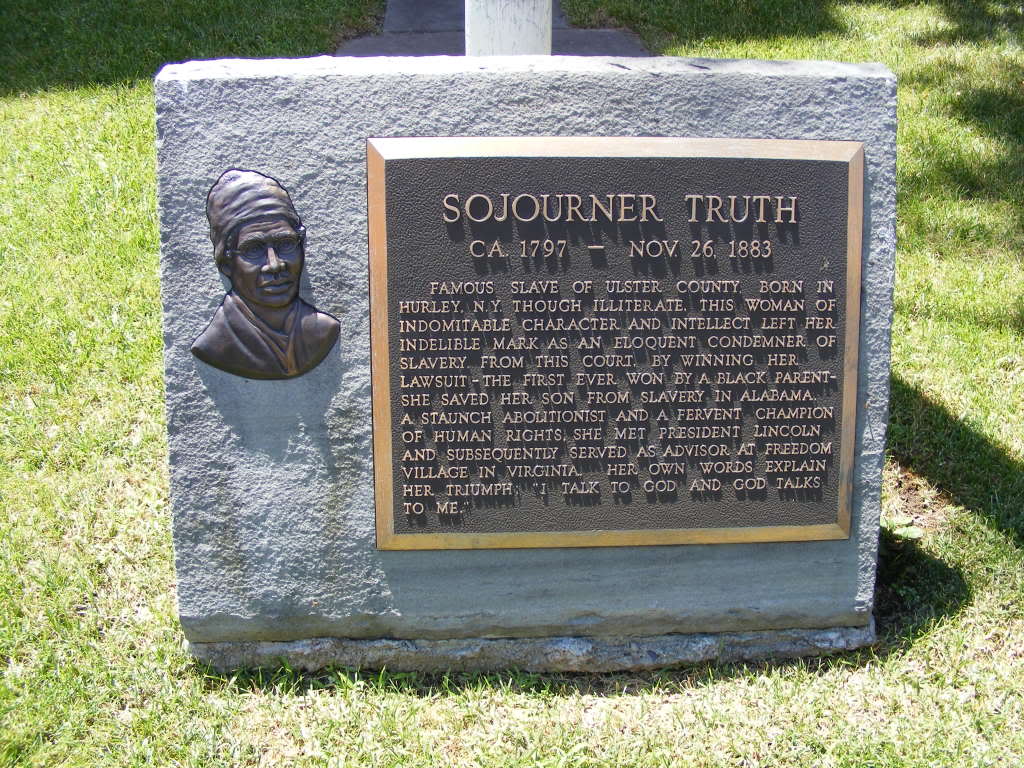 SOJOURNER TRUTH
CA. 1797 — NOV. 26, 1883
FAMOUS SLAVE OF ULSTER COUNTY, BORN IN
HURLEY, N.Y. THOUGH ILLITERATE, THIS WOMAN OF
INDOMITABLE CHARACTER AND INTELLECT LEFT HER
INDELIBLE MARK AS AN ELOQUENT CONDEMNER OF
SLAVERY. FROM THIS COURT, BY WINNING HER
LAWSUIT - THE FIRST EVER WON BY A BLACK PARENT-
SHE SAVED HER SON FROM SLAVERY IN ALABAMA.
A STAUNCH ABOLITIONIST AND A FERVENT CHAMPION
OF HUMAN RIGHTS, SHE MET PRESIDENT LINCOLN
AND SUBSEQUENTLY SERVED AS ADVISOR AT FREEDOM
VILLAGE IN VIRGINIA. HER OWN WORDS EXPLAIN
HER TRIUMPH: "I TALK TO GOD AND GOD TALKS
TO ME."